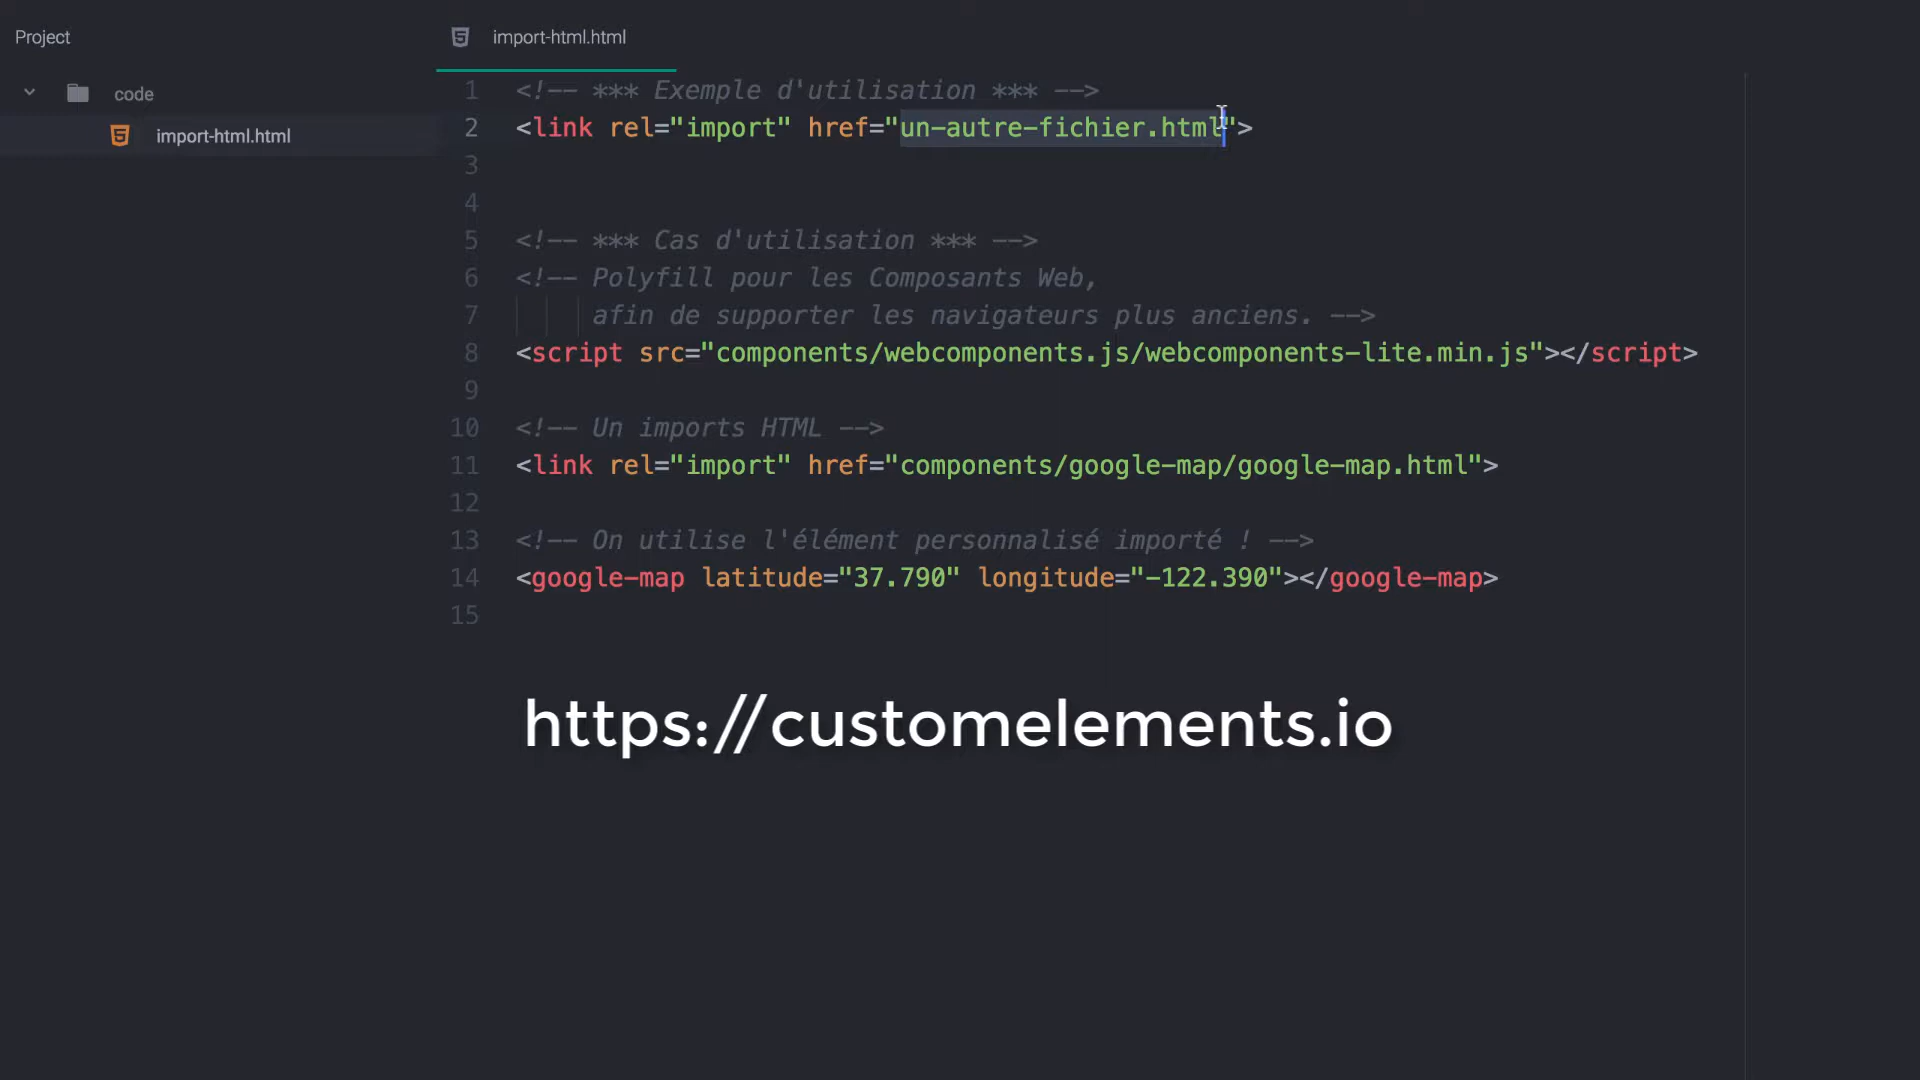 Project
import-html.html
code
import-html.html
1 <!-- *** Exemple d'utilisation *** -->
2 <link rel="import" href="un-autre-fichier.html">
3
4
5 <!-- *** Cas d'utilisation *** -->
6 <!-- Polyfill pour les Composants Web,
7 afin de supporter les navigateurs plus anciens. -->
8 <script src="components/webcomponents.js/webcomponents-lite.min.js"></script>
9
10 <!-- Un imports HTML -->
11 <link rel="import" href="components/google-map/google-map.html">
12
13 <!-- On utilise l'élément personnalisé importé ! -->
14 <google-map latitude="37.790" longitude="-122.390"></google-map>
15
https://customelements.io